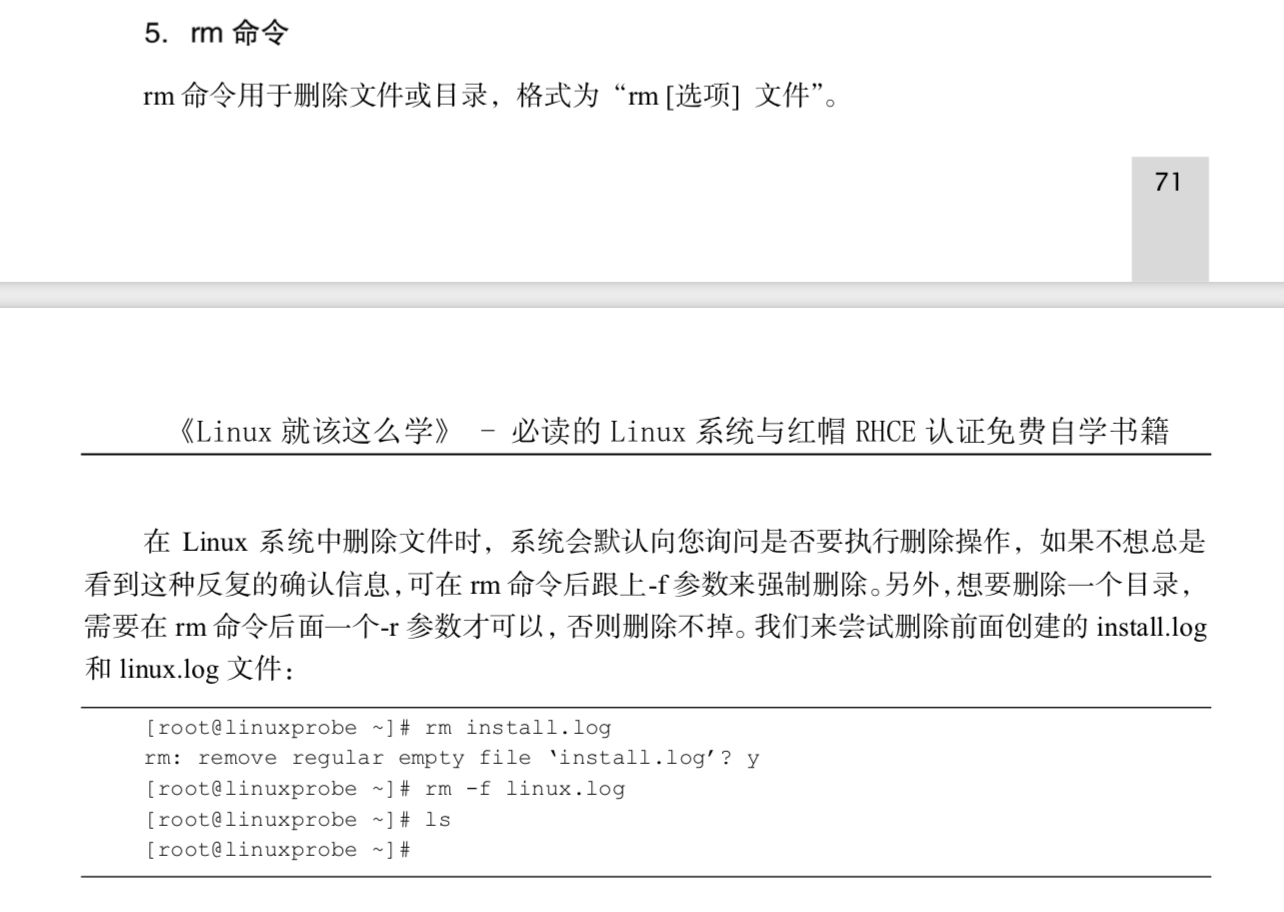 5. rm 命令
rm 命令用于删除文件或目录，格式为“rm [选项] 文件”。
71
《Linux 就该这么学》 - 必读的 Linux 系统与红帽 RHCE 认证免费自学书籍
在 Linux 系统中删除文件时，系统会默认向您询问是否要执行删除操作，如果不想总是
看到这种反复的确认信息，可在 rm 命令后跟上-f 参数来强制删除。另外，想要删除一个目录，
需要在 rm 命令后面一个-r 参数才可以，否则删除不掉。我们来尝试删除前面创建的 install.log
和 linux.log 文件：
[root@linuxprobe ~]# rm install.log
rm: remove regular empty file ‘install.log’? y
[root@linuxprobe ~]# rm -f linux.log
[root@linuxprobe ~]# ls
[root@linuxprobe ~]#